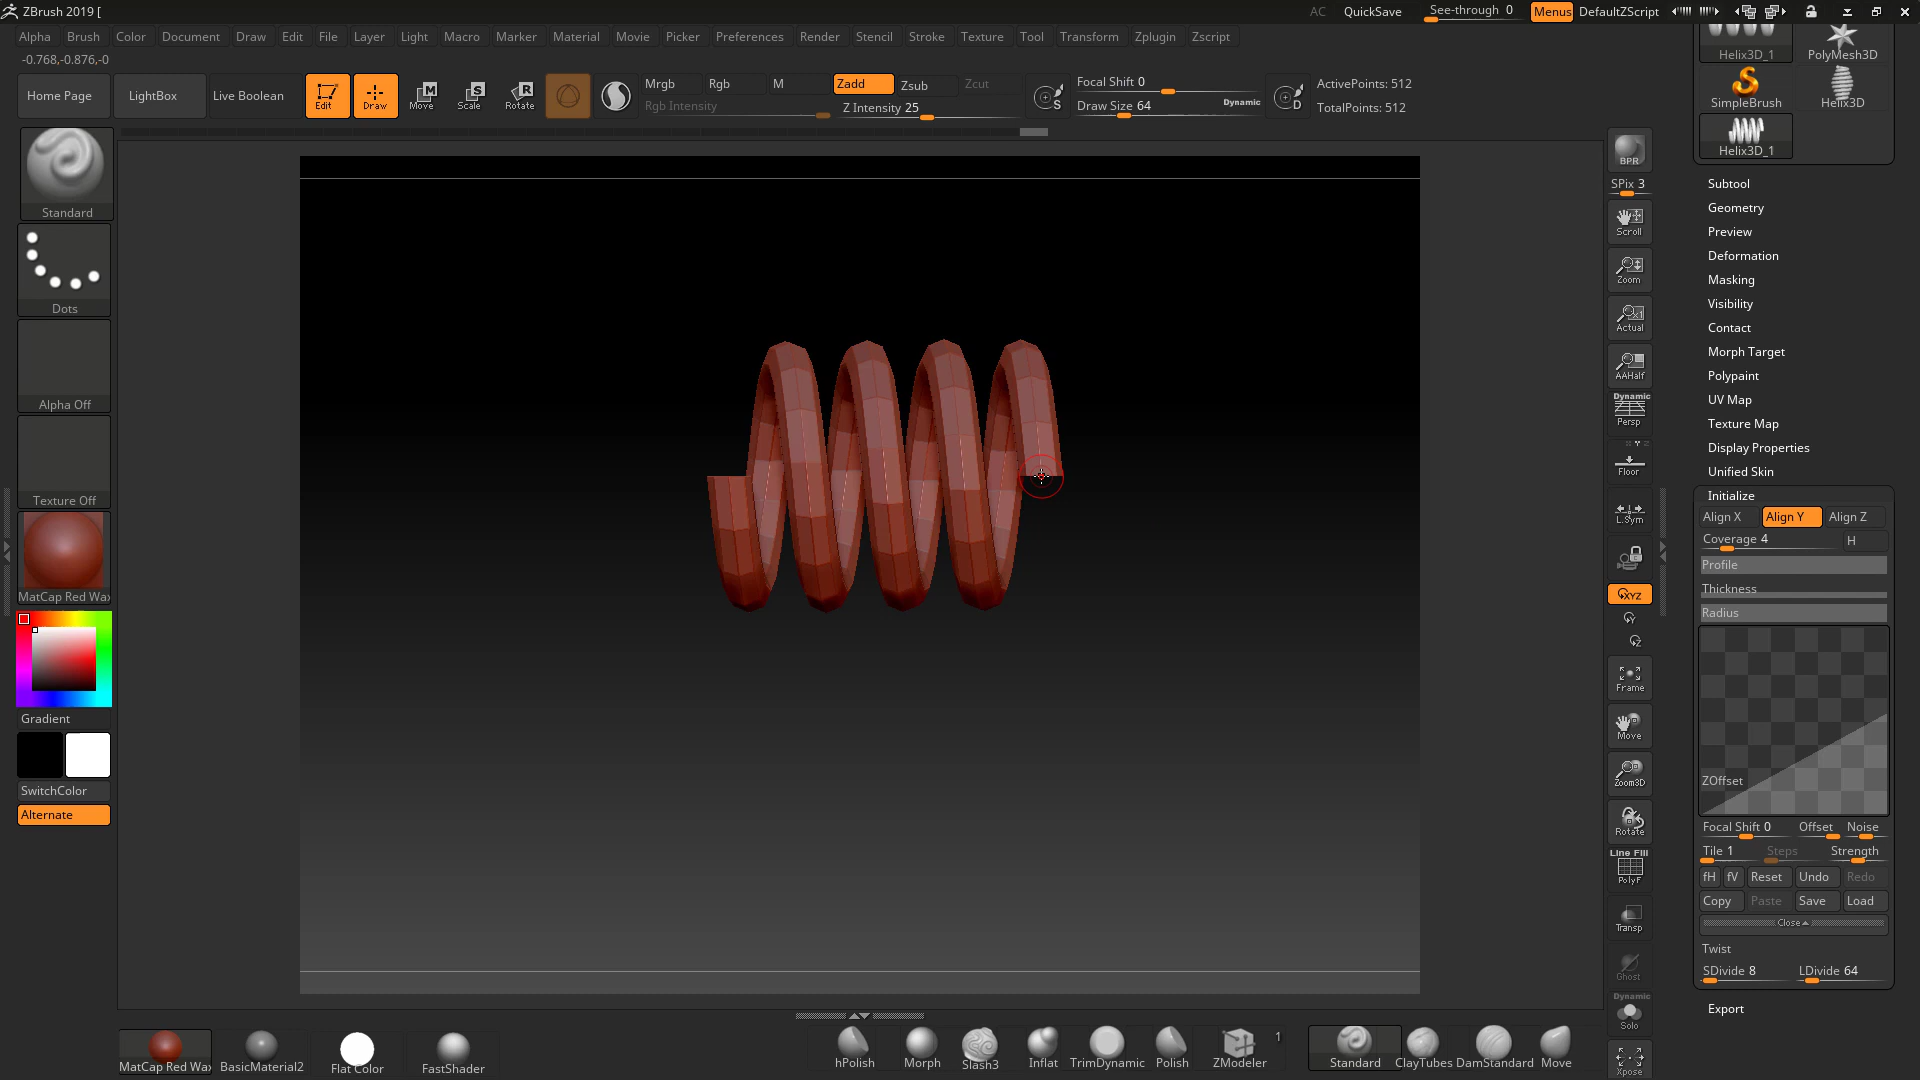 ZBrush 2019 [
AC QuickSave See-through 0 Menus DefaultZScript
Alpha Brush Color Document Draw Edit File Layer Light Macro Marker Material Movie Picker Preferences Render Stencil Stroke Texture Tool Transform Zplugin Zscript
-0.768,-0.876,-0
Home Page LightBox Live Boolean Edit Draw Move Scale Rotate
Mrgb Rgb M Zadd Zsub Zcut
Rgb Intensity Z Intensity 25
Focal Shift 0
Draw Size 64 Dynamic
ActivePoints: 512
TotalPoints: 512
Standard
Dots
Alpha Off
Texture Off
MatCap Red Wax
Gradient
SwitchColor
Alternate
BPR
SPix 3
Scroll
Zoom
Actual
AAHalf
Dynamic
Persp
Floor
L.Sym
XYZ
Y
Z
Frame
Move
Zoom3D
Rotate
Line Fill
PolyF
Transp
Ghost
Dynamic
Solo
Xpose
Helix3D_1 PolyMesh3D
SimpleBrush Helix3D
Helix3D_1
Subtool
Geometry
Preview
Deformation
Masking
Visibility
Contact
Morph Target
Polypaint
UV Map
Texture Map
Display Properties
Unified Skin
Initialize
Align X Align Y Align Z
Coverage 4 H
Profile
Thickness
Radius
ZOffset
Focal Shift 0 Offset Noise
Tile 1 Steps Strength
fH fV Reset Undo Redo
Copy Paste Save Load
Close
Twist
SDivide 8 LDivide 64
Export
MatCap Red Wax BasicMaterial2 Flat Color FastShader
hPolish Morph Slash3 Inflat TrimDynamic Polish ZModeler 1 Standard ClayTubes DamStandard Move